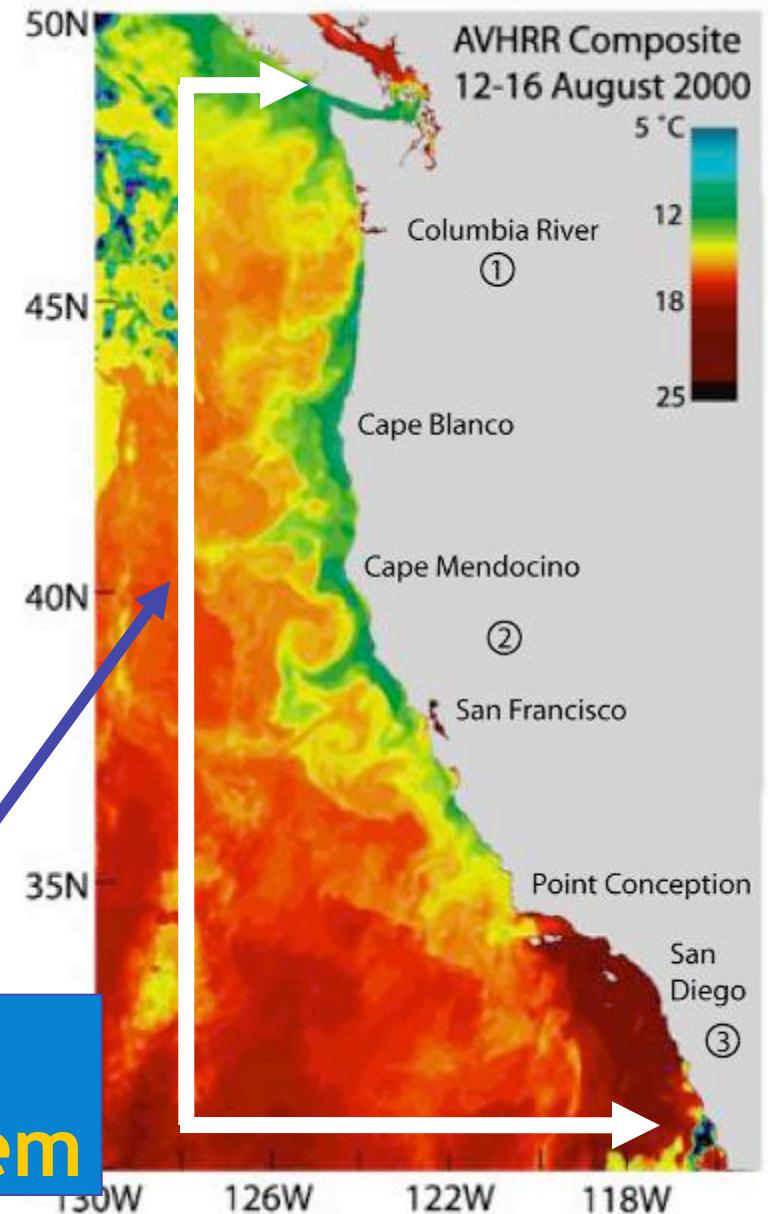 50N
AVHRR Composite
12-16 August 2000
5 °C
12
18
25
Columbia River
①
45N
Cape Blanco
Cape Mendocino
40N
②
San Francisco
35N
Point Conception
San
Diego
③
em
130W 126W 122W 118W